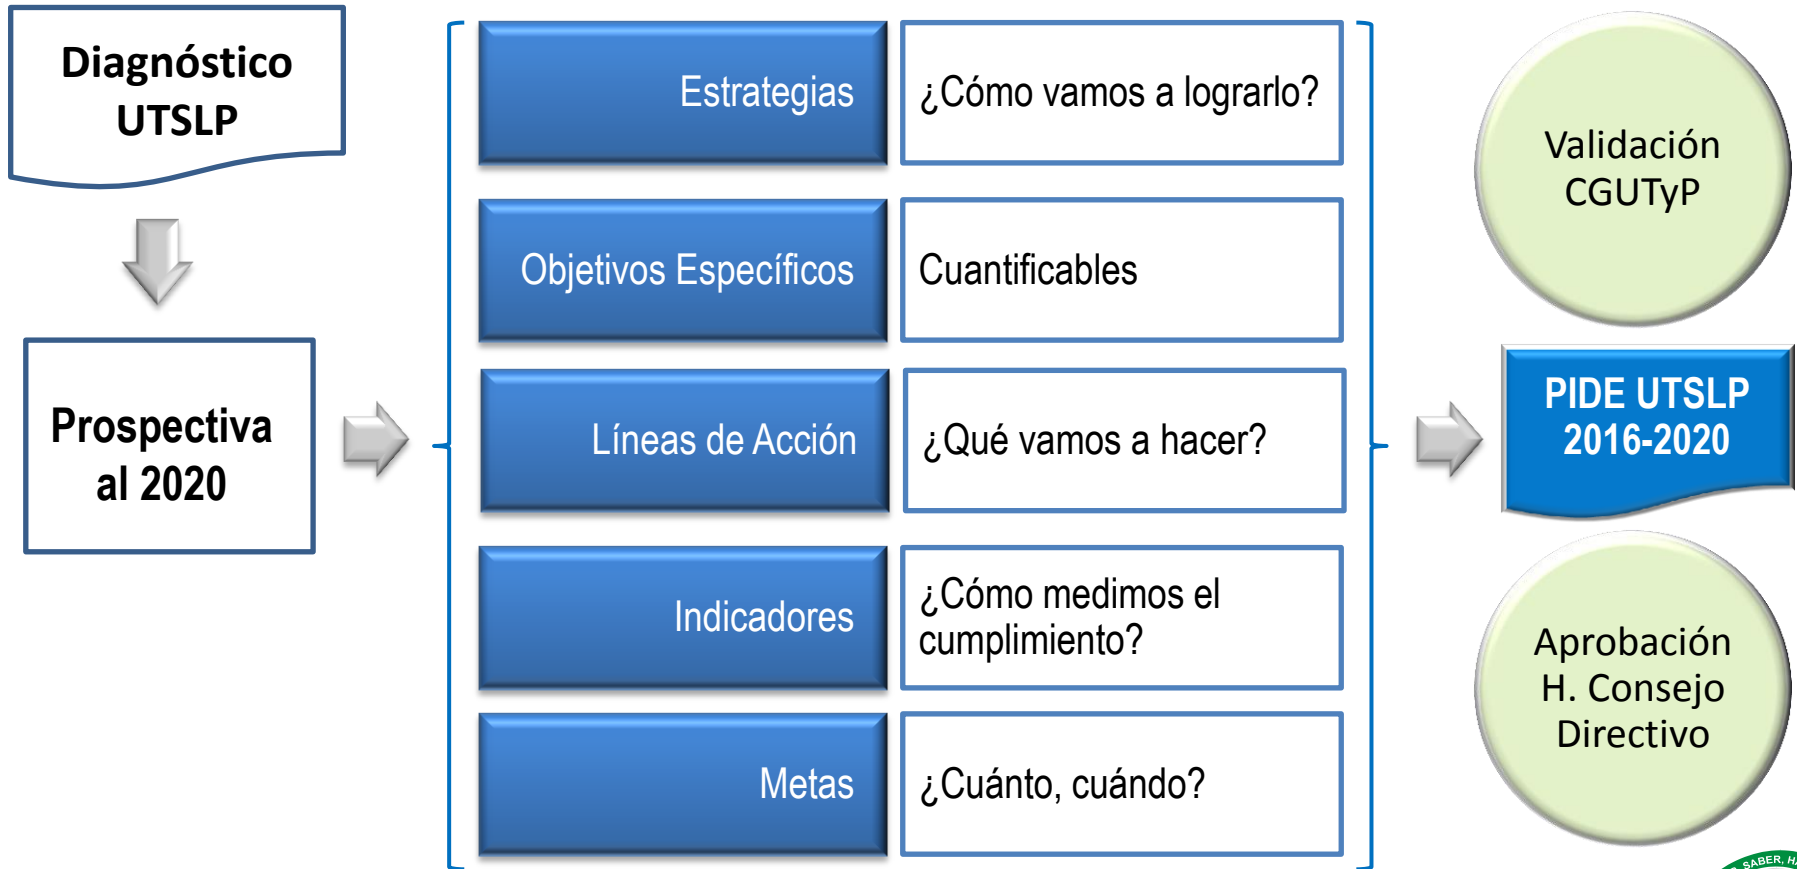 Diagnóstico
UTSLP
Prospectiva
al 2020
Estrategias
¿Cómo vamos a lograrlo?
Objetivos Específicos
Cuantificables
Líneas de Acción
¿Qué vamos a hacer?
Indicadores
¿Cómo medimos el
cumplimiento?
Metas
¿Cuánto, cuándo?
Validación
CGUTyP
PIDE UTSLP
2016-2020
Aprobación
H. Consejo
Directivo
SABER,